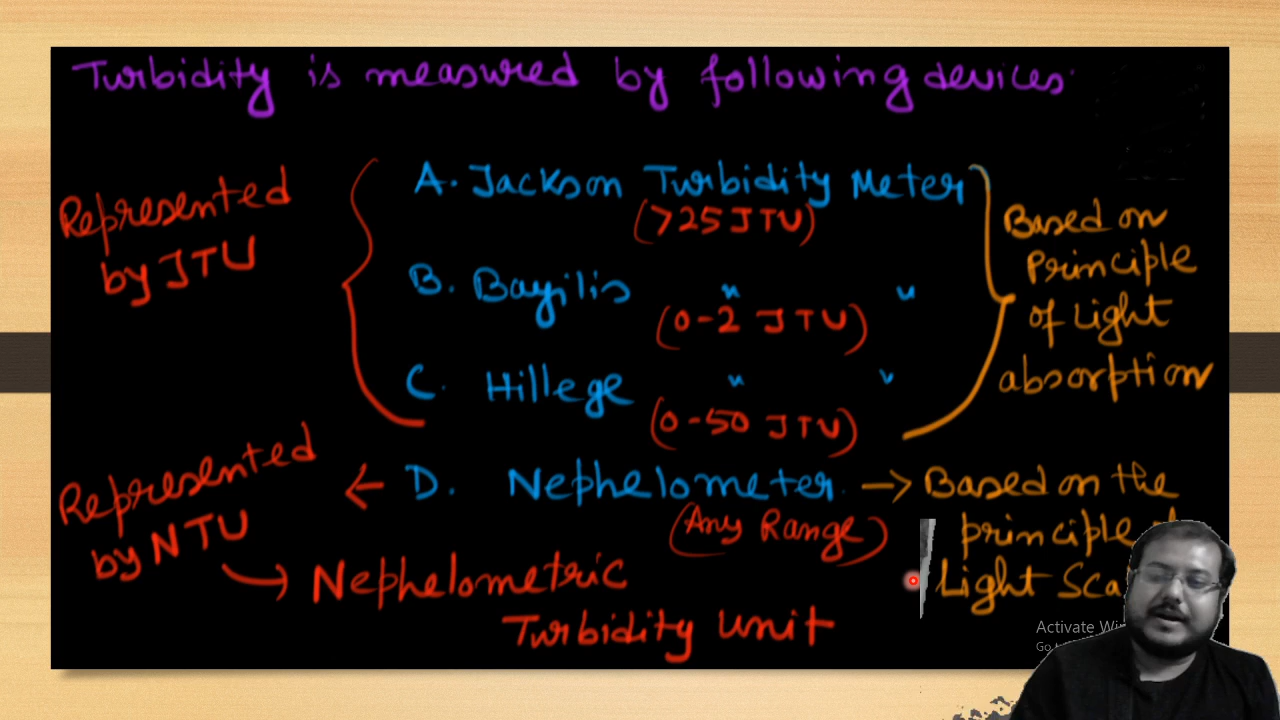 Turbidity is measured by following devices
Represented
by JTU
A. Jackson Turbidity Meter
(>25 JTU)
B. Baylis " "
(0-2 JTU)
C. Hillege " "
(0-50 JTU)
Based on
Principle
of Light
absorption
Represented
by NTU
← D. Nephelometer →
(Any Range)
Based on the
principle
Light Sca
→ Nephelometric
Turbidity Unit
Activate Wi